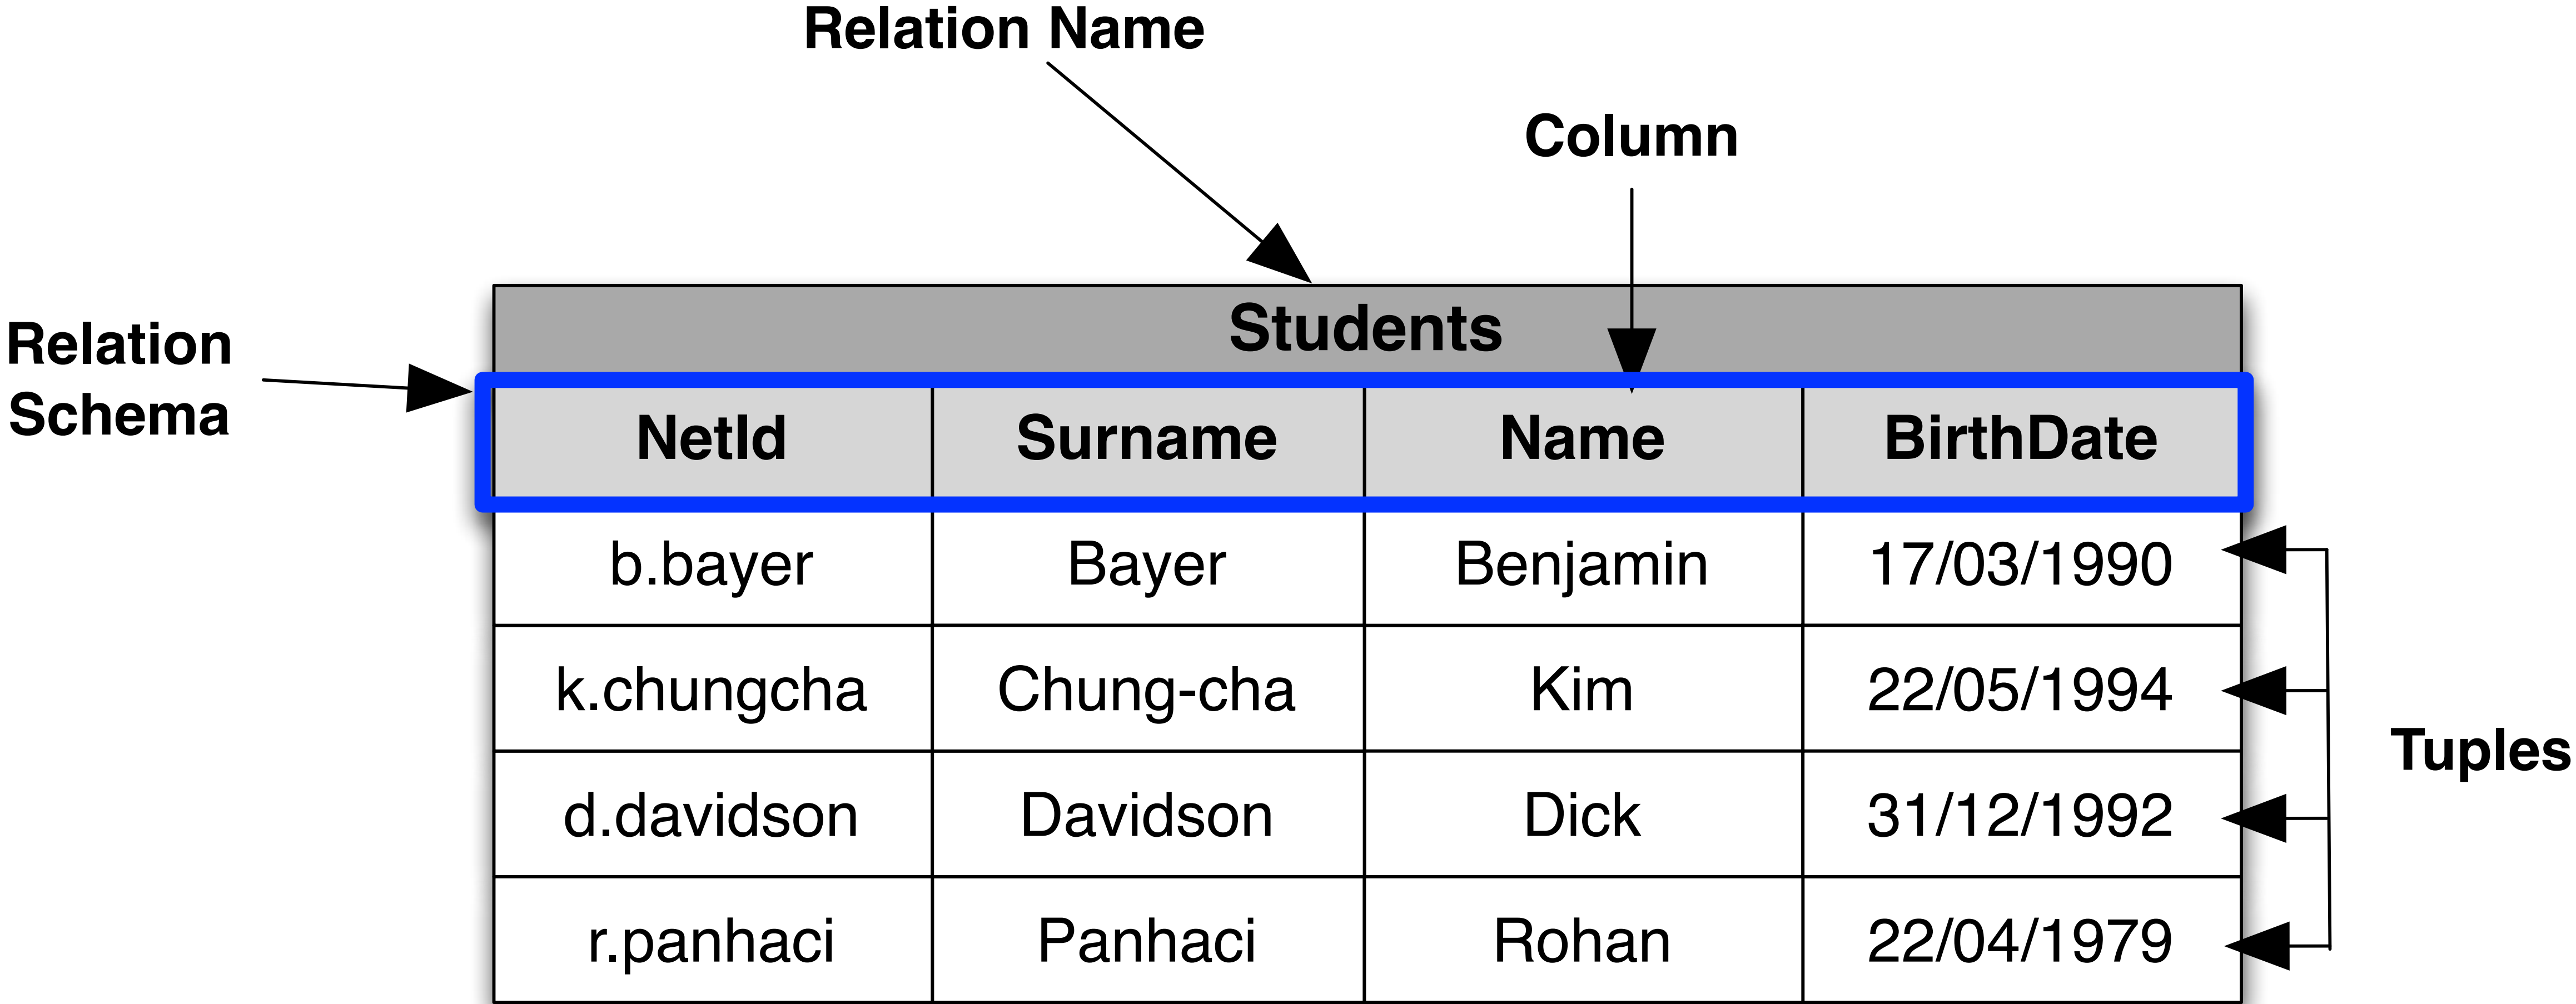 Relation Name
Column
Relation
Schema
Students
NetId Surname Name BirthDate
b.bayer Bayer Benjamin 17/03/1990
k.chungcha Chung-cha Kim 22/05/1994
d.davidson Davidson Dick 31/12/1992
r.panhaci Panhaci Rohan 22/04/1979
Tuples